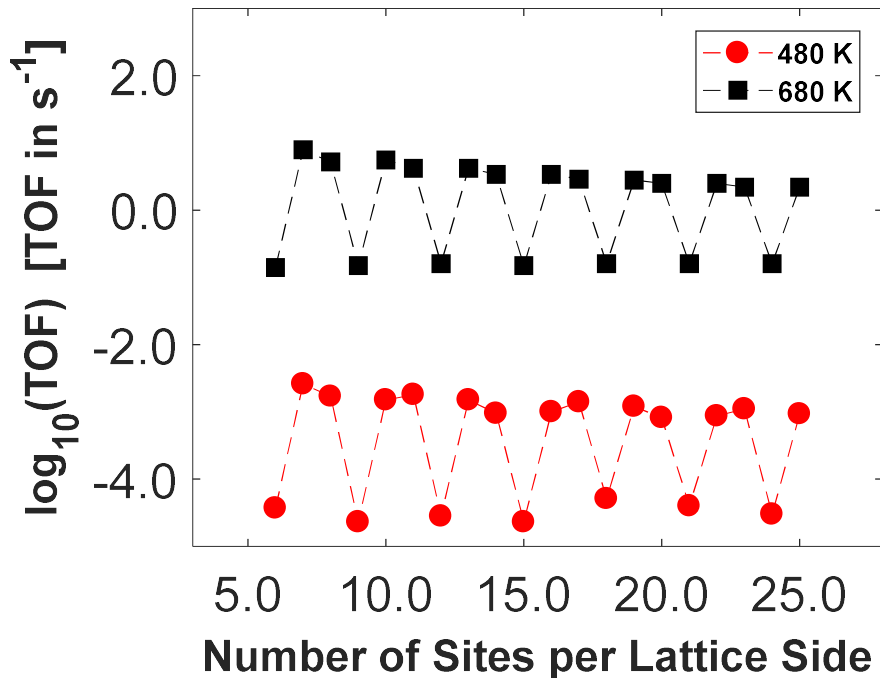 log₁₀(TOF) [TOF in s⁻¹]
2.0
0.0
-2.0
-4.0
480 K
680 K
5.0 10.0 15.0 20.0 25.0
Number of Sites per Lattice Side